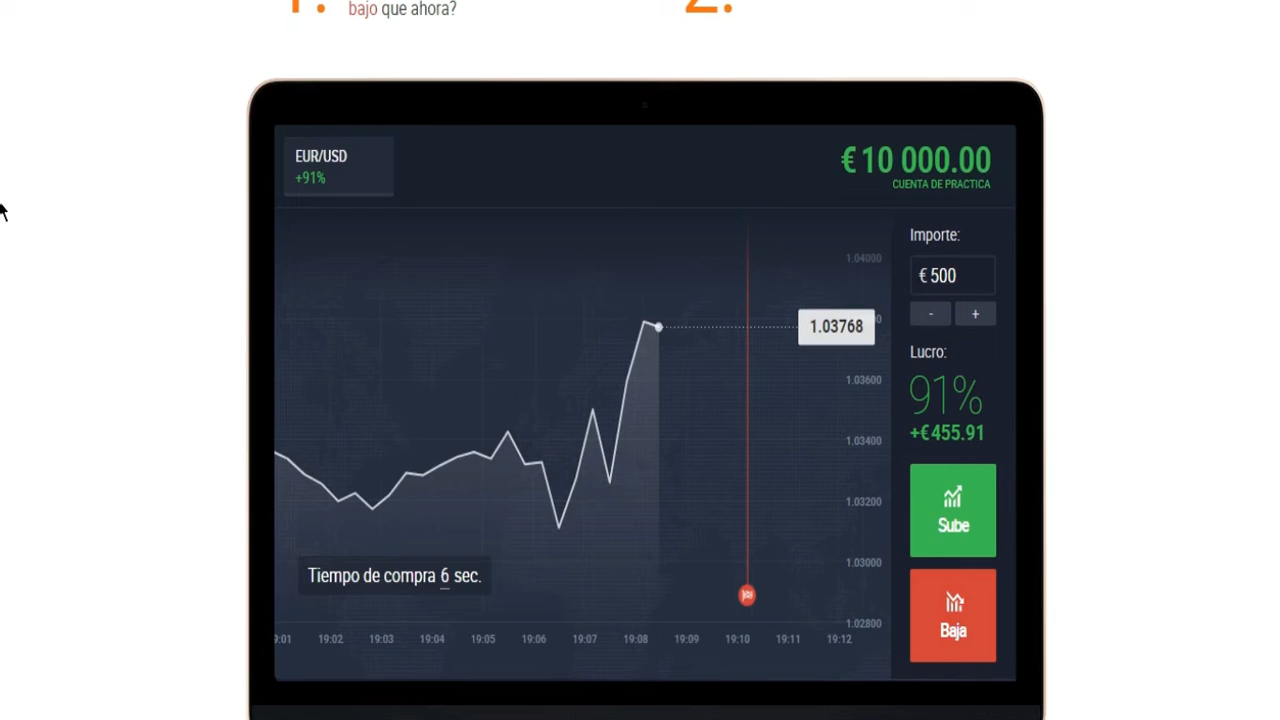 1. bajo que ahora? 2.
EUR/USD
+91%
€ 10 000.00
CUENTA DE PRACTICA
Importe:
€ 500
- +
Lucro:
91%
+€455.91
Sube
Baja
1.04000
1.03768
1.03600
1.03400
1.03200
1.03000
1.02800
Tiempo de compra 6 sec.
19:02 19:03 19:04 19:05 19:06 19:07 19:08 19:09 19:10 19:11 19:12